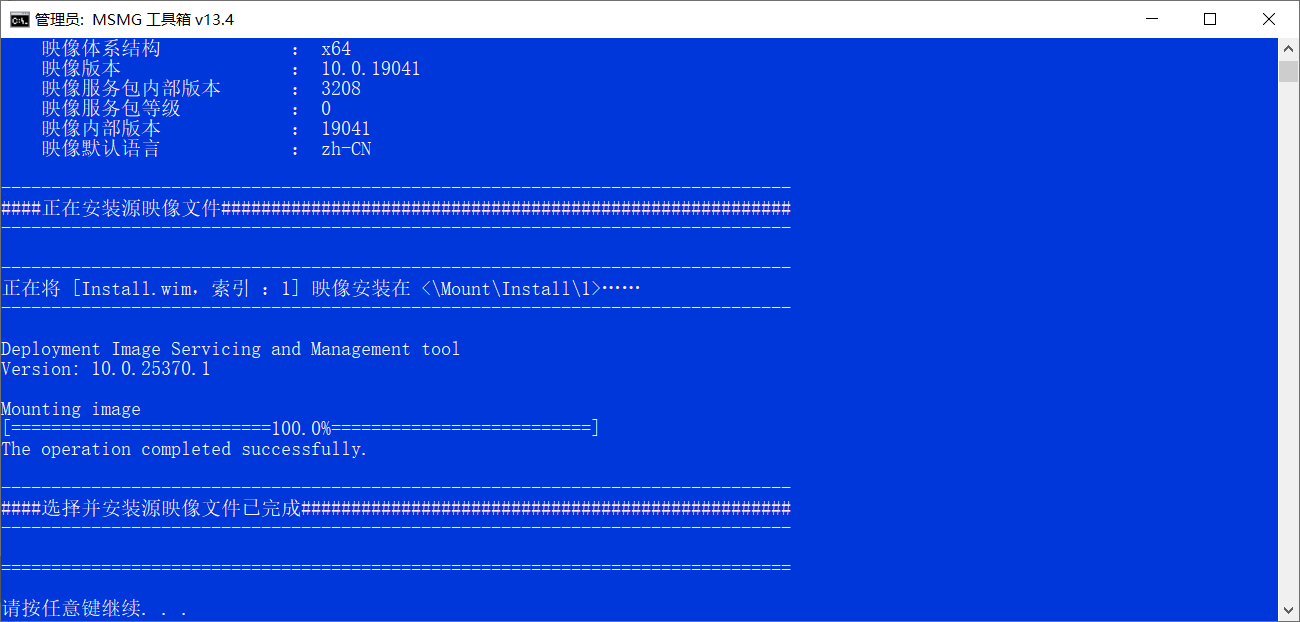 管理员: MSMG 工具箱 v13.4
映像体系结构 : x64
映像版本 : 10.0.19041
映像服务包内部版本 : 3208
映像服务包等级 : 0
映像内部版本 : 19041
映像默认语言 : zh-CN
-------------------------------------------------------------------------------
####正在安装源映像文件#########################################################
-------------------------------------------------------------------------------
-------------------------------------------------------------------------------
正在将 [Install.wim，索引 : 1] 映像安装在 <\Mount\Install\1>……
-------------------------------------------------------------------------------
Deployment Image Servicing and Management tool
Version: 10.0.25370.1
Mounting image
[==========================100.0%==========================]
The operation completed successfully.
-------------------------------------------------------------------------------
####选择并安装源映像文件已完成#################################################
-------------------------------------------------------------------------------
===============================================================================
请按任意键继续. . .